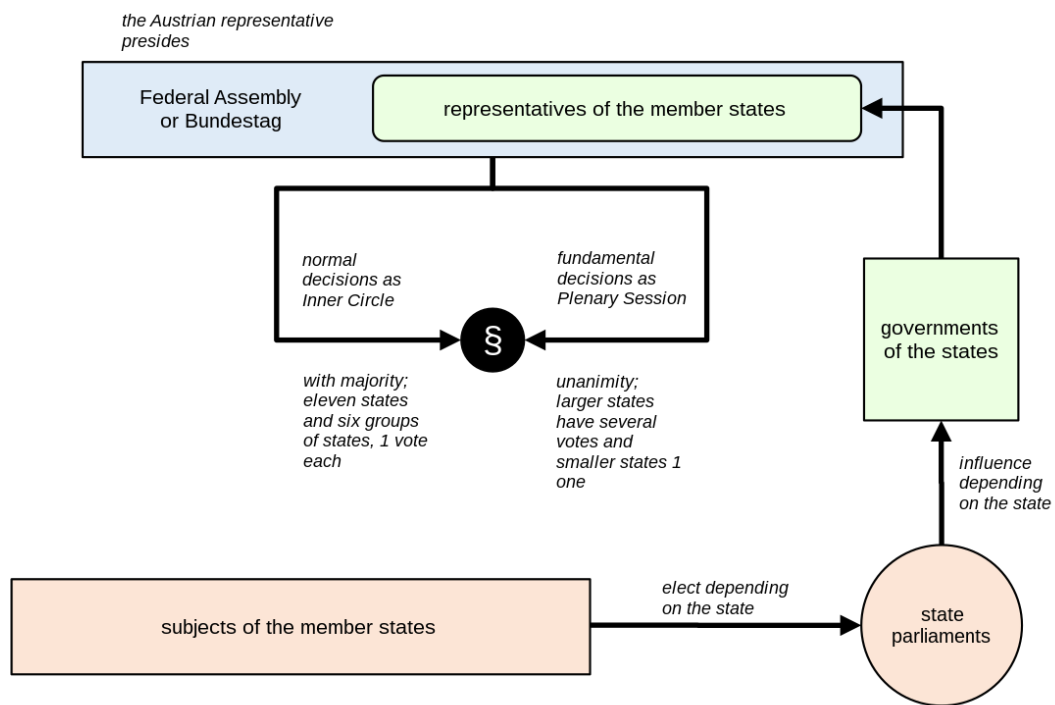 the Austrian representative
presides
Federal Assembly
or Bundestag
representatives of the member states
normal
decisions as
Inner Circle
fundamental
decisions as
Plenary Session
§
governments
of the states
with majority;
eleven states
and six groups
of states, 1 vote
each
unanimity;
larger states
have several
votes and
smaller states 1
one
influence
depending
on the state
elect depending
on the state
subjects of the member states
state
parliaments